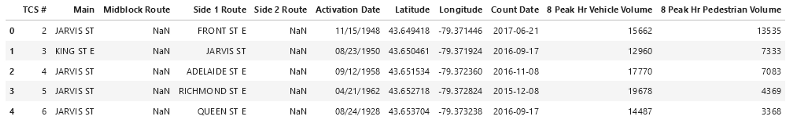 TCS # Main Midblock Route Side 1 Route Side 2 Route Activation Date Latitude Longitude Count Date 8 Peak Hr Vehicle Volume 8 Peak Hr Pedestrian Volume
0 2 JARVIS ST NaN FRONT ST E NaN 11/15/1948 43.649418 -79.371446 2017-06-21 15662 13535
1 3 KING ST E NaN JARVIS ST NaN 08/23/1950 43.650461 -79.371924 2016-09-17 12960 7333
2 4 JARVIS ST NaN ADELAIDE ST E NaN 09/12/1958 43.651534 -79.372360 2016-11-08 17770 7083
3 5 JARVIS ST NaN RICHMOND ST E NaN 04/21/1962 43.652718 -79.372824 2015-12-08 19678 4369
4 6 JARVIS ST NaN QUEEN ST E NaN 08/24/1928 43.653704 -79.373238 2016-09-17 14487 3368